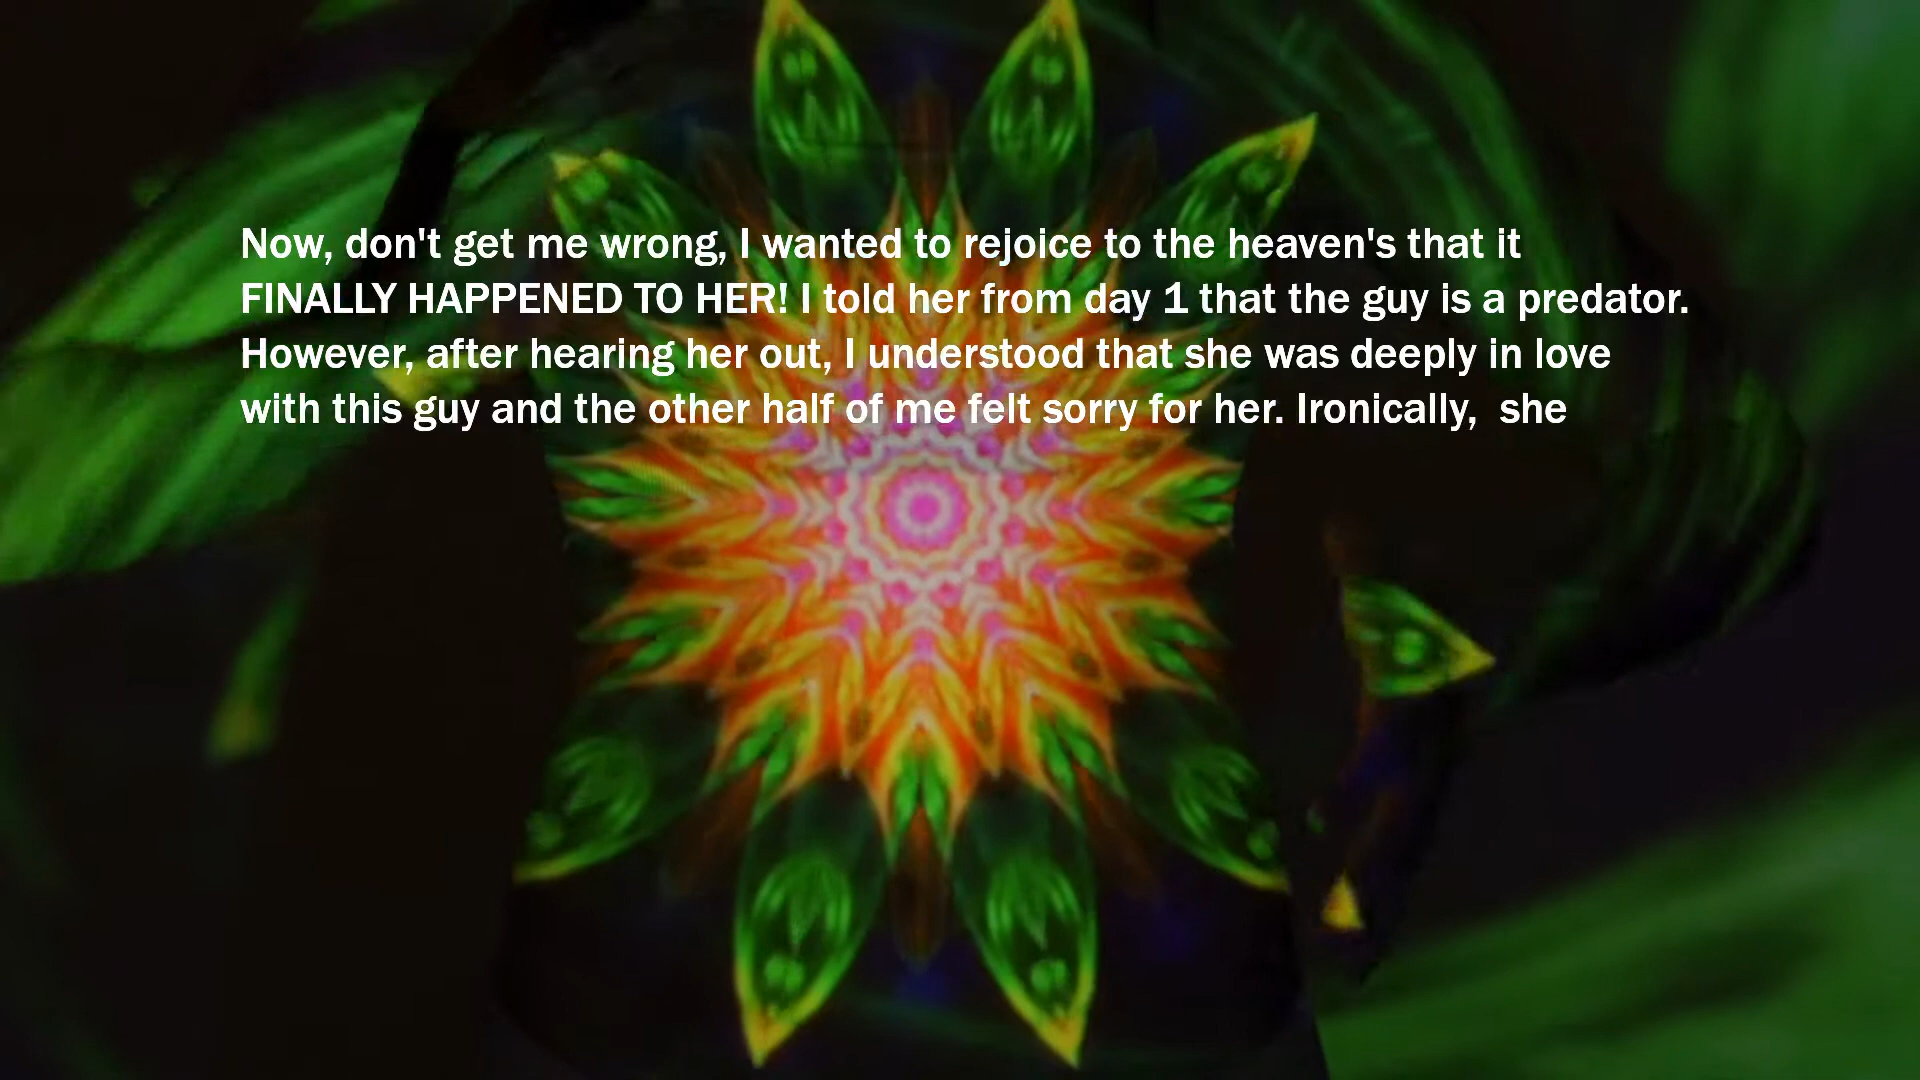 Now, don't get me wrong, I wanted to rejoice to the heaven's that it
FINALLY HAPPENED TO HER! I told her from day 1 that the guy is a predator.
However, after hearing her out, I understood that she was deeply in love
with this guy and the other half of me felt sorry for her. Ironically,  she